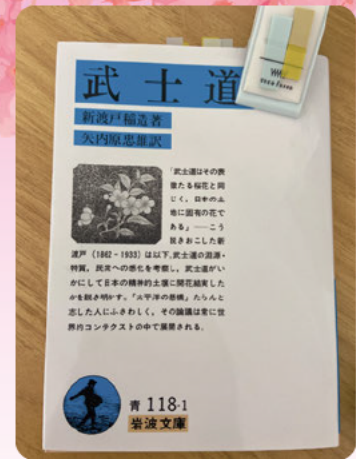 武士道
新渡戸稲造著
矢内原忠雄訳
「武士道はその表
徴たる桜花と同
じく、日本の土
地に固有の花で
ある」──こう
説きおこした新
渡戸(1862-1933)は以下、武士道の淵源・
特質、民衆への感化を考察し、武士道がい
かにして日本の精神的土壌に開花結実した
かを説き明かす。「太平洋の懸橋」たらんと
志した人にふさわしく、その論議は常に世
界的コンテクストの中で展開される。
青 118-1
岩波文庫